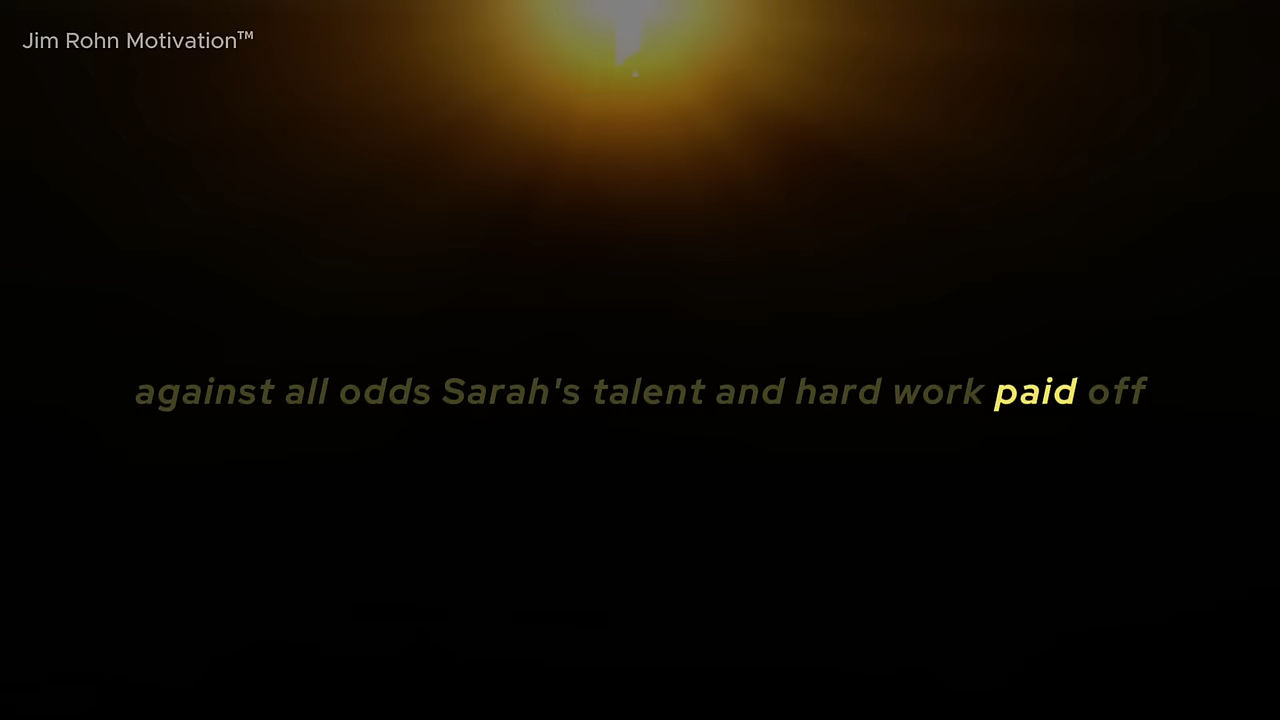 Jim Rohn Motivation™
against all odds Sarah's talent and hard work paid off